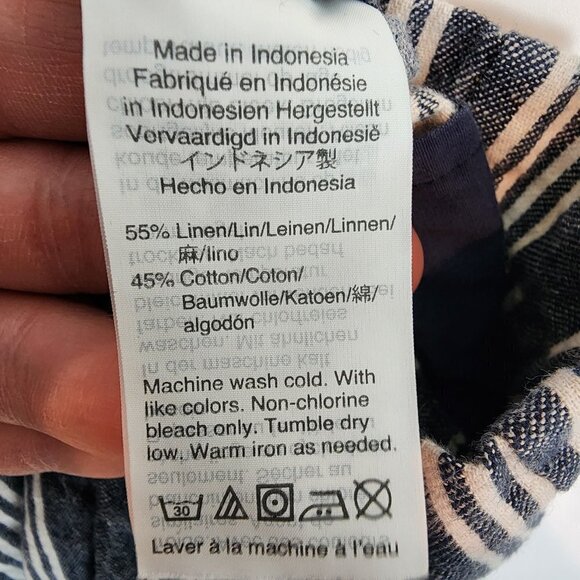 Made in Indonesia
Fabriqué en Indonésie
in Indonesien Hergestellt
Vervaardigd in Indonesië
インドネシア製
Hecho en Indonesia
55% Linen/Lin/Leinen/Linnen/
麻/lino
45% Cotton/Coton/
Baumwolle/Katoen/綿/
algodón
Machine wash cold. With
like colors. Non-chlorine
bleach only. Tumble dry
low. Warm iron as needed.
30
Laver à la machine à l'eau